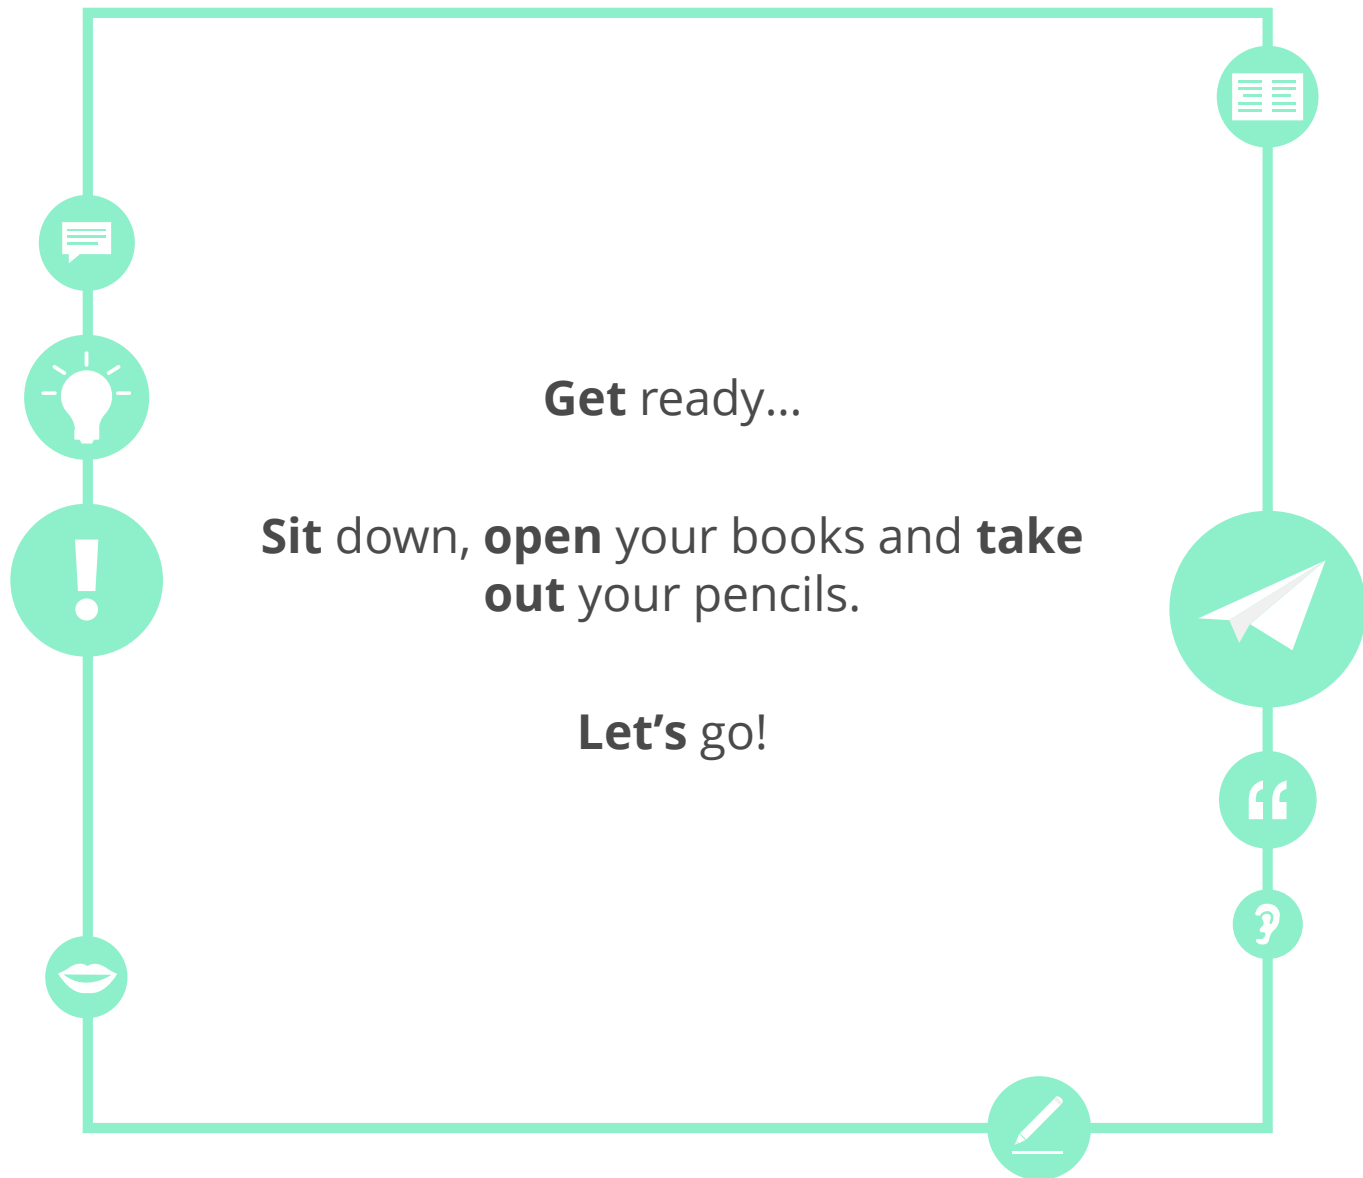 Get ready...
Sit down, open your books and take
out your pencils.
Let’s go!